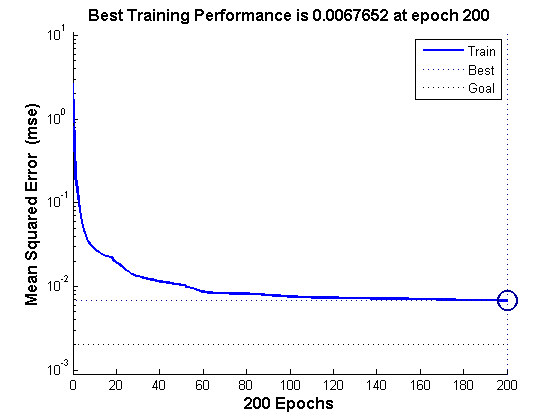 Best Training Performance is 0.0067652 at epoch 200
Mean Squared Error (mse)
10^1
10^0
10^-1
10^-2
10^-3
Train
Best
Goal
0 20 40 60 80 100 120 140 160 180 200
200 Epochs